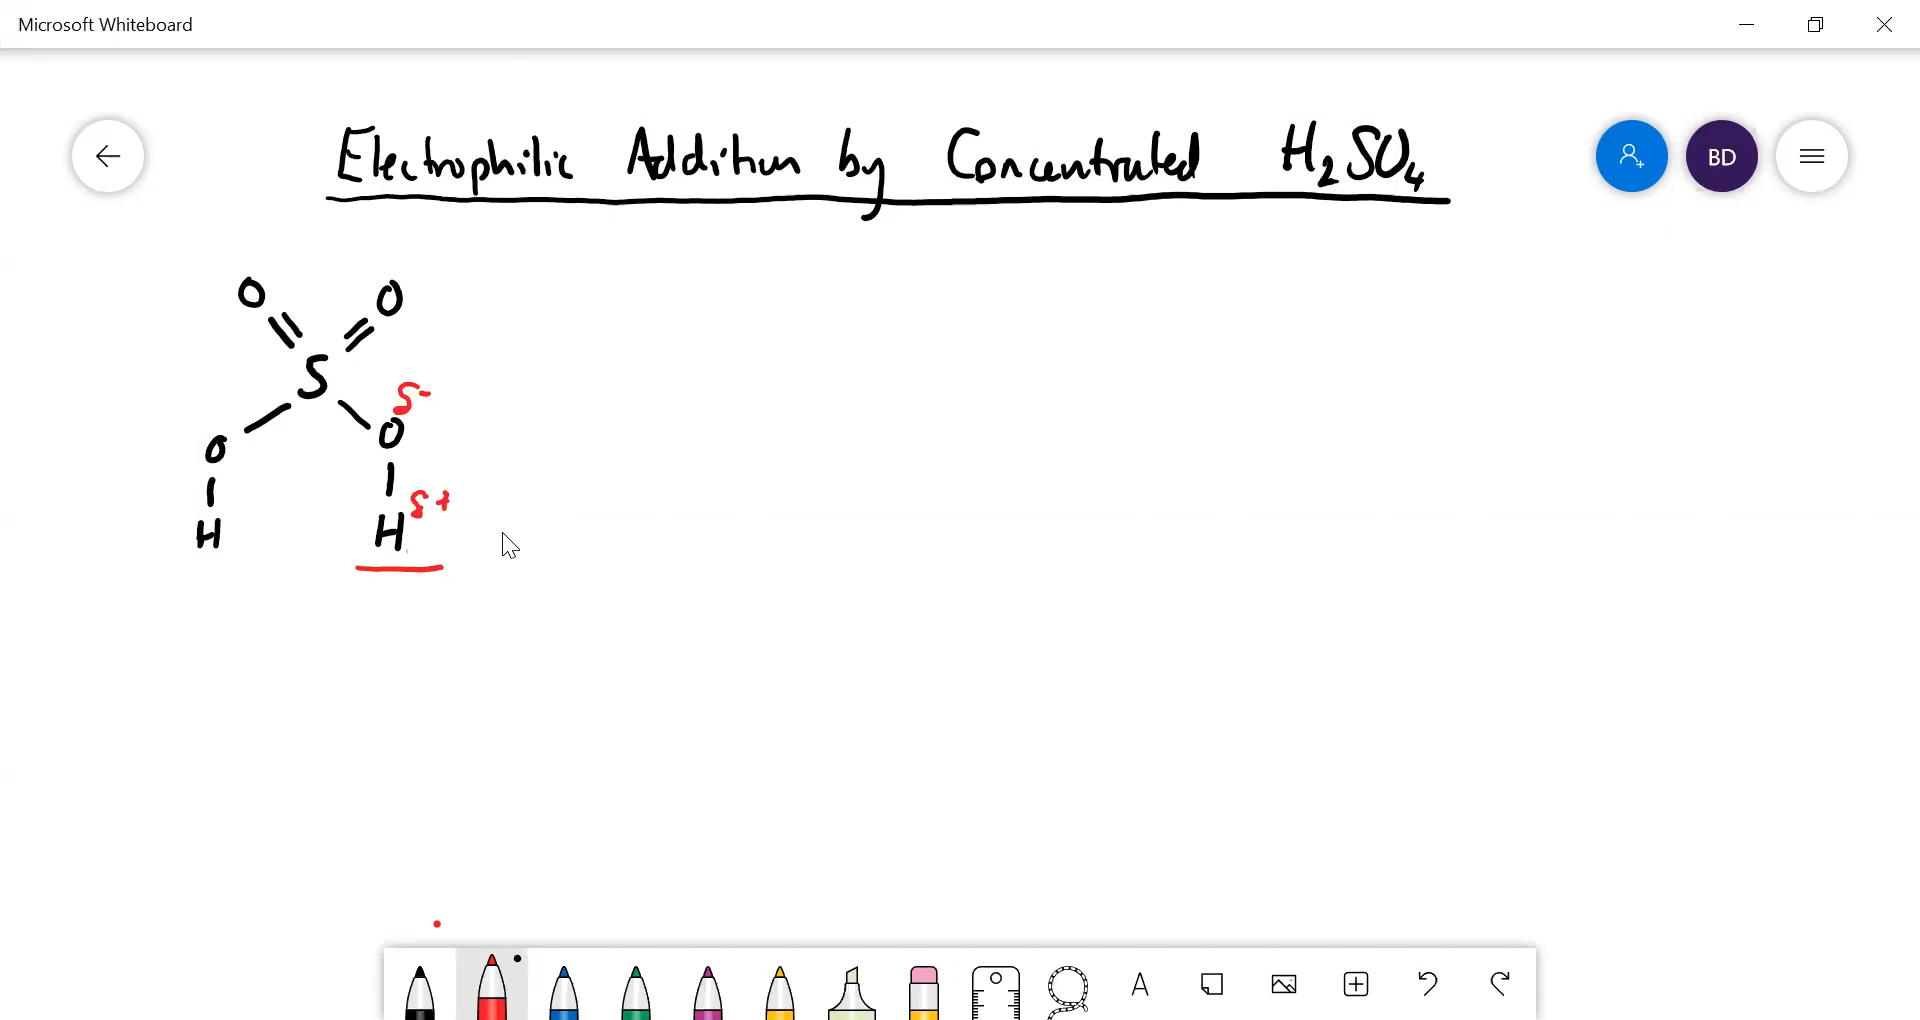 Microsoft Whiteboard
Electrophilic Addition by Concentrated H₂SO₄
BD
O O
S
δ-
O O
δ+
H H
A